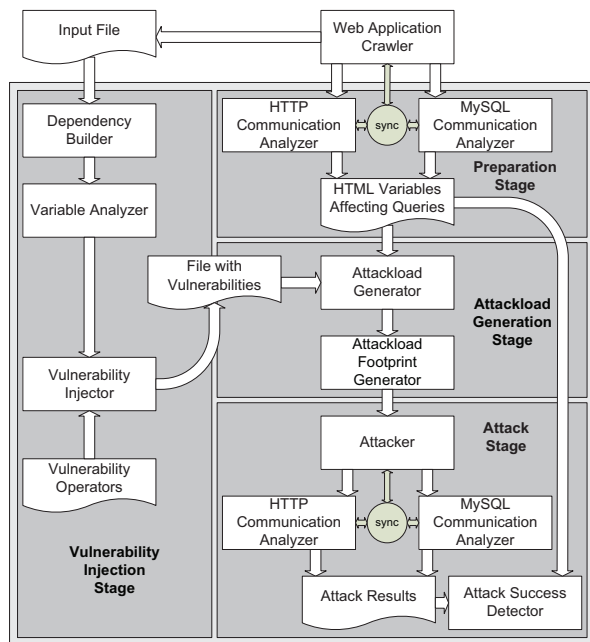 Input File
Web Application
Crawler
HTTP
Communication
Analyzer
sync
MySQL
Communication
Analyzer
Dependency
Builder
Preparation
Stage
Variable Analyzer
HTML Variables
Affecting Queries
File with
Vulnerabilities
Attackload
Generator
Attackload
Generation
Stage
Attackload
Footprint
Generator
Vulnerability
Injector
Attacker
Attack
Stage
Vulnerability
Operators
HTTP
Communication
Analyzer
sync
MySQL
Communication
Analyzer
Vulnerability
Injection
Stage
Attack Results
Attack Success
Detector